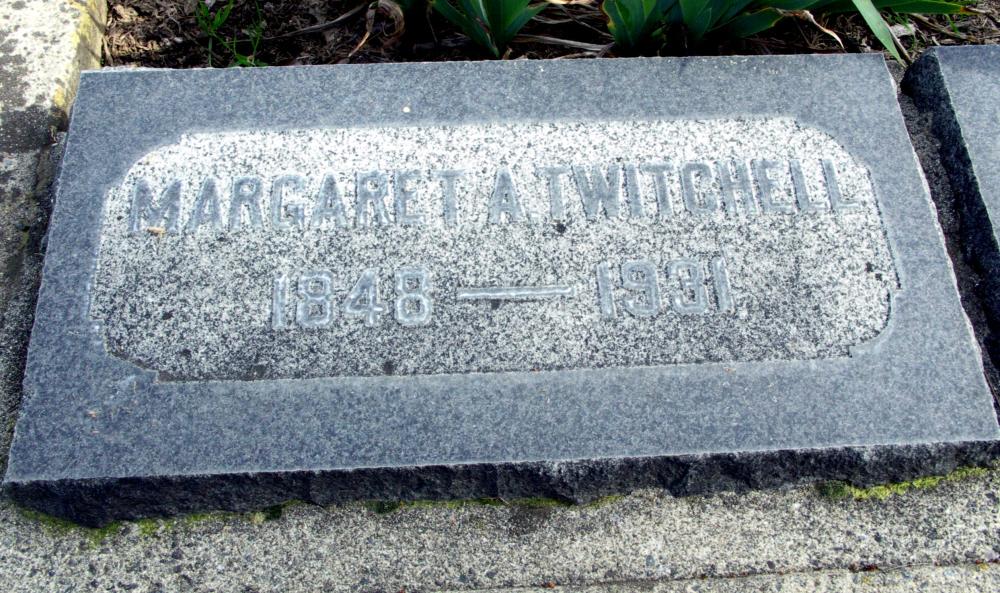 MARGARET A. TWITCHELL
1848 — 1931